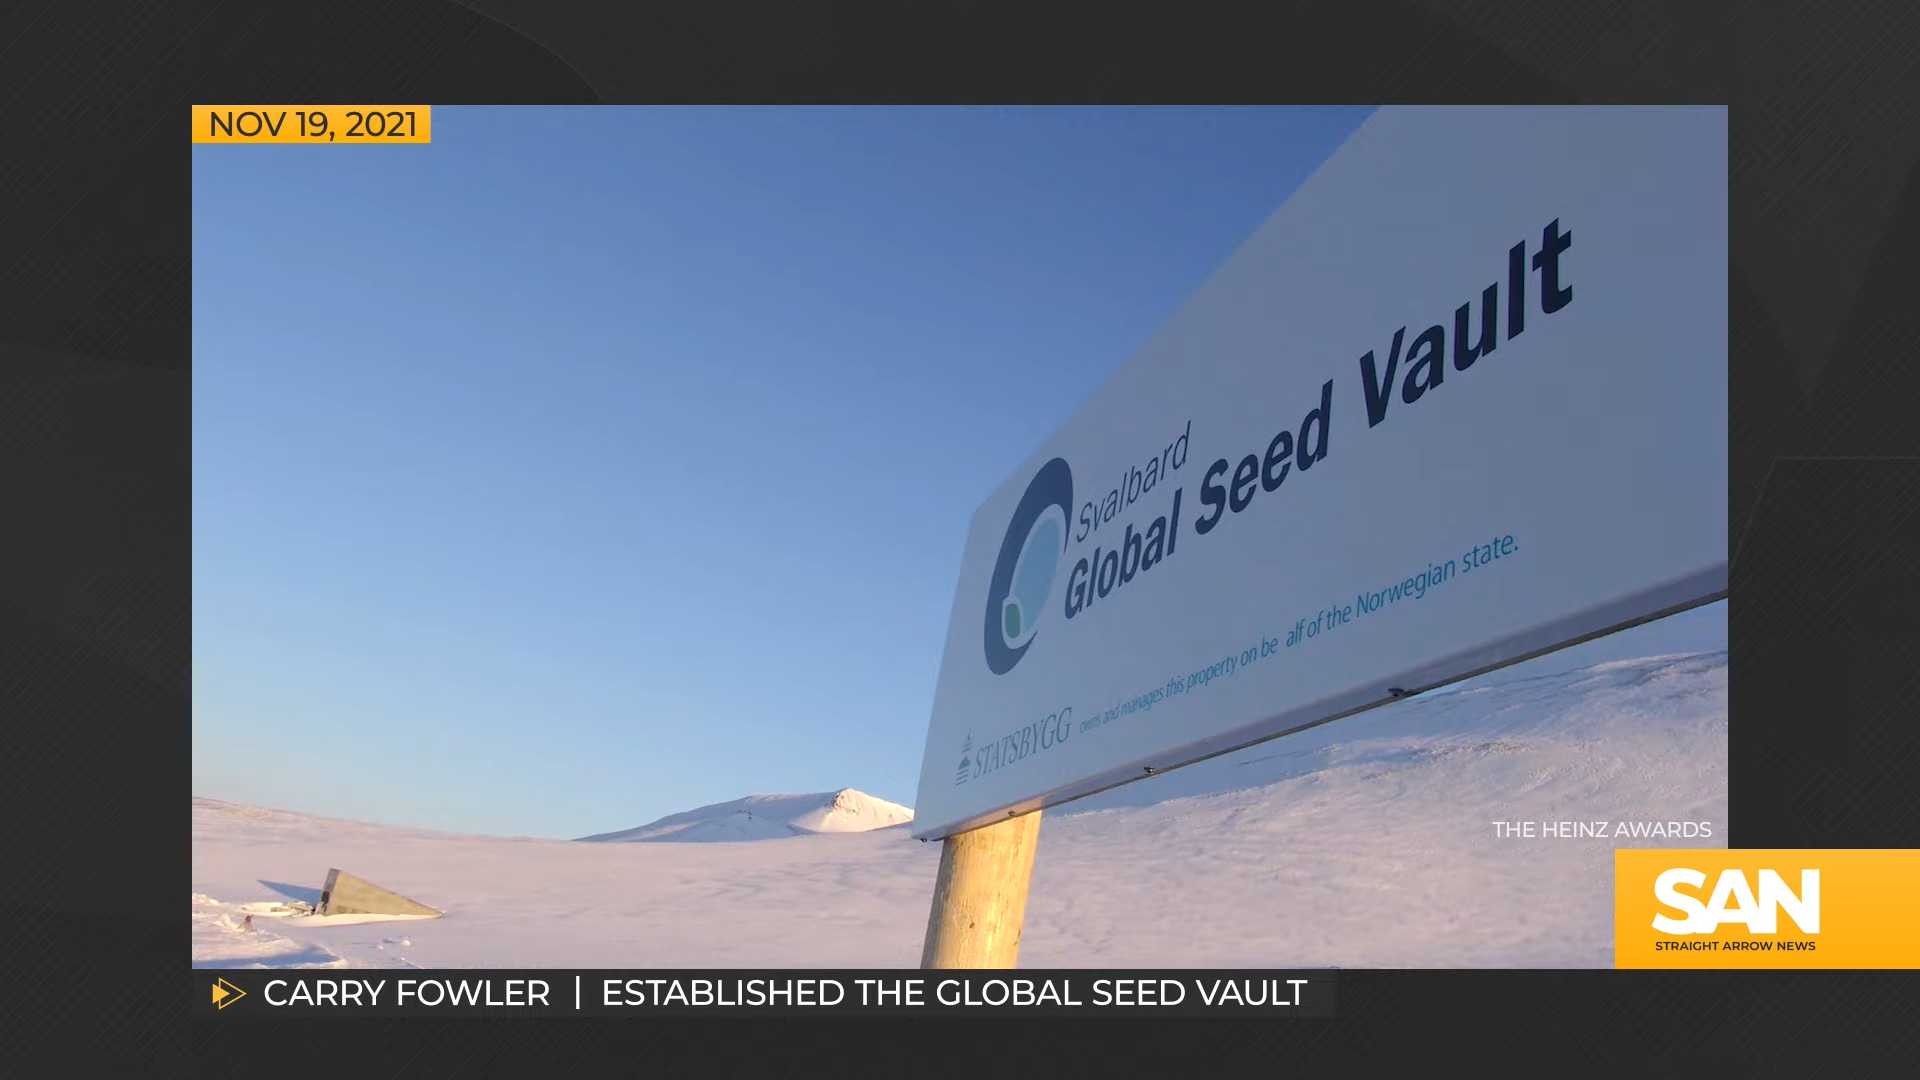 NOV 19, 2021
Svalbard
Global Seed Vault
STATSBYGG owns and manages this property on be alf of the Norwegian state.
THE HEINZ AWARDS
SAN
STRAIGHT ARROW NEWS
CARRY FOWLER | ESTABLISHED THE GLOBAL SEED VAULT